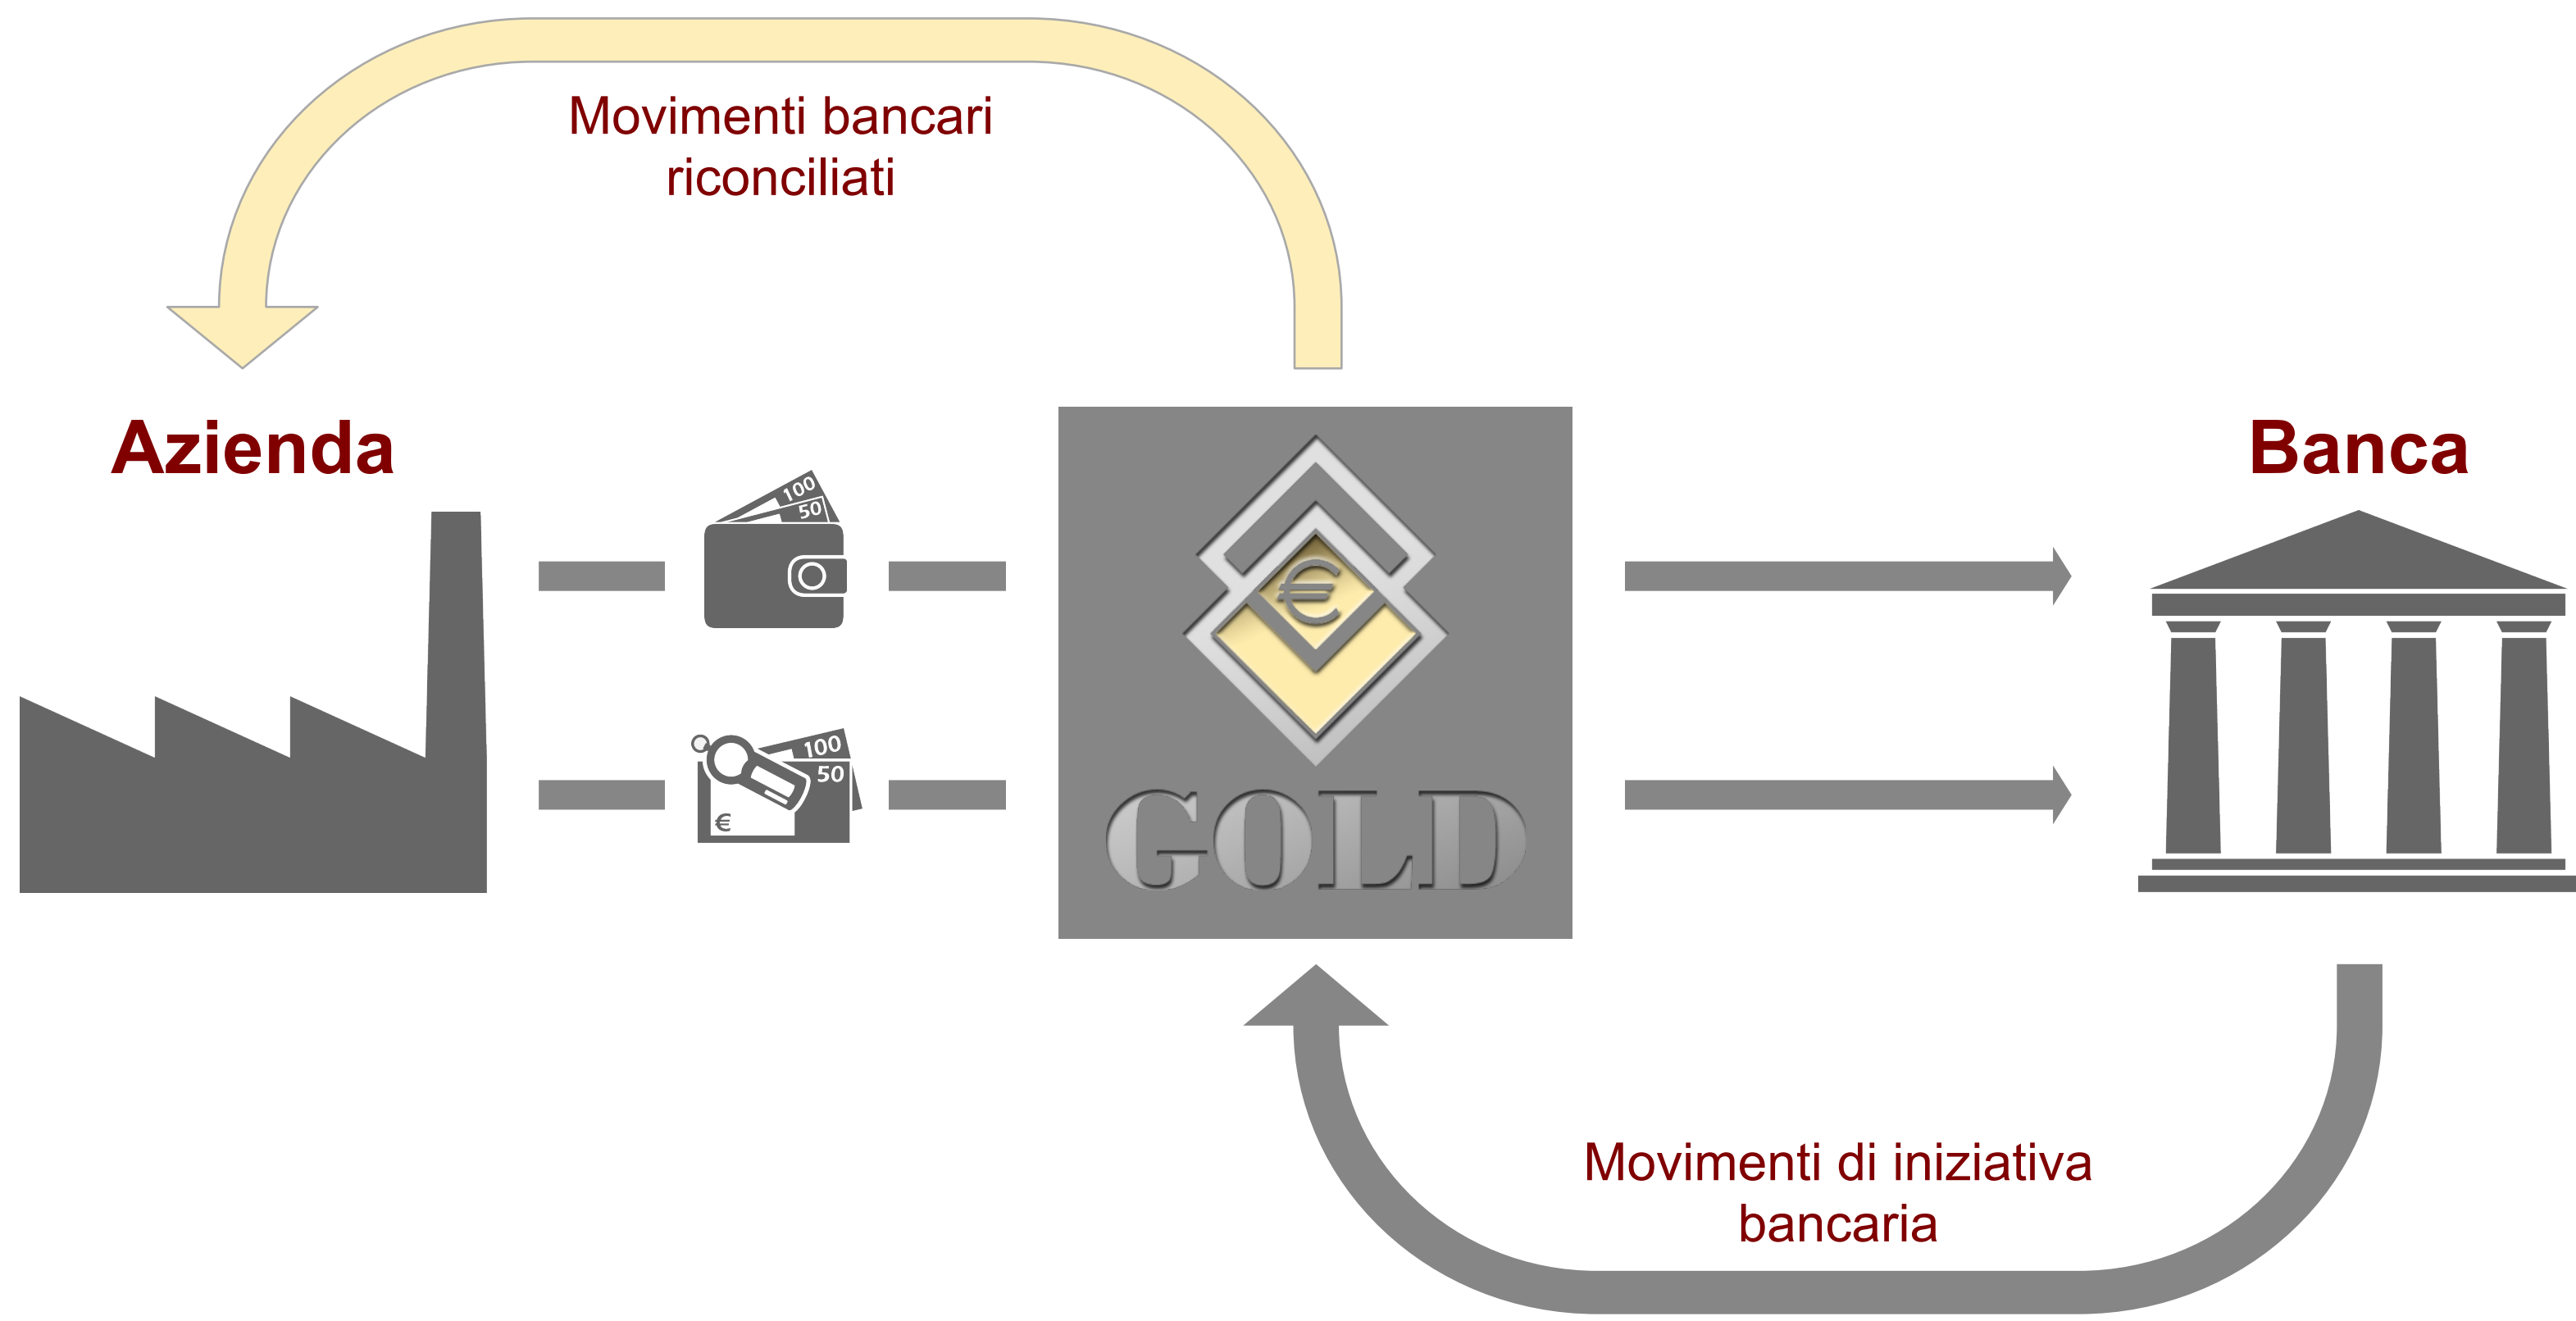 Movimenti bancari
riconciliati
Azienda
Banca
100
50
€
100
50
€
GOLD
Movimenti di iniziativa
bancaria